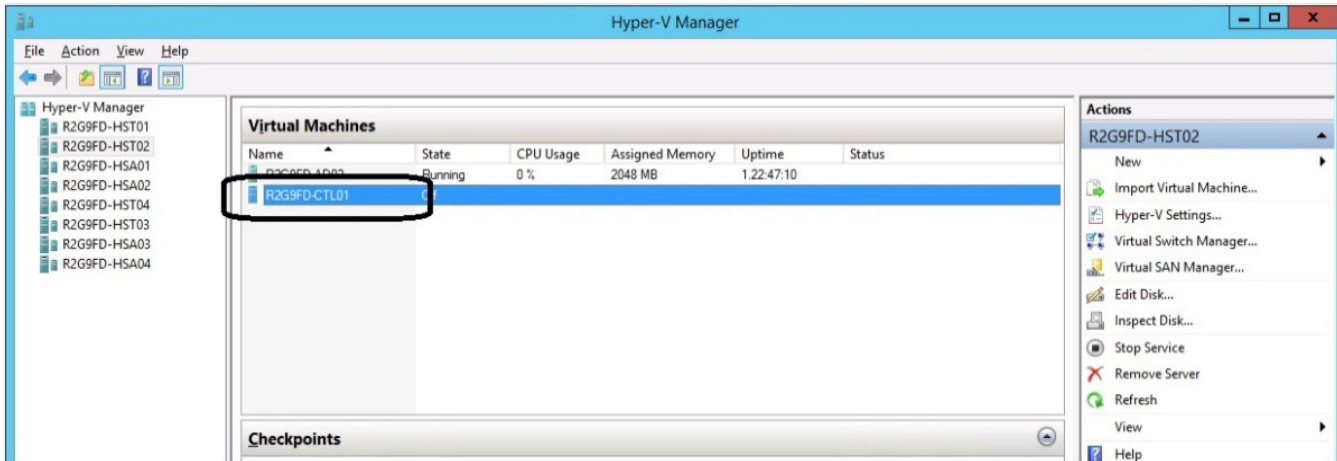 Hyper-V Manager
File Action View Help
Hyper-V Manager
R2G9FD-HST01
R2G9FD-HST02
R2G9FD-HSA01
R2G9FD-HSA02
R2G9FD-HST04
R2G9FD-HST03
R2G9FD-HSA03
R2G9FD-HSA04
Virtual Machines
Name State CPU Usage Assigned Memory Uptime Status
Running 0 % 2048 MB 1.22:47:10
R2G9FD-CTL01
Checkpoints
Actions
R2G9FD-HST02
New
Import Virtual Machine...
Hyper-V Settings...
Virtual Switch Manager...
Virtual SAN Manager...
Edit Disk...
Inspect Disk...
Stop Service
Remove Server
Refresh
View
Help